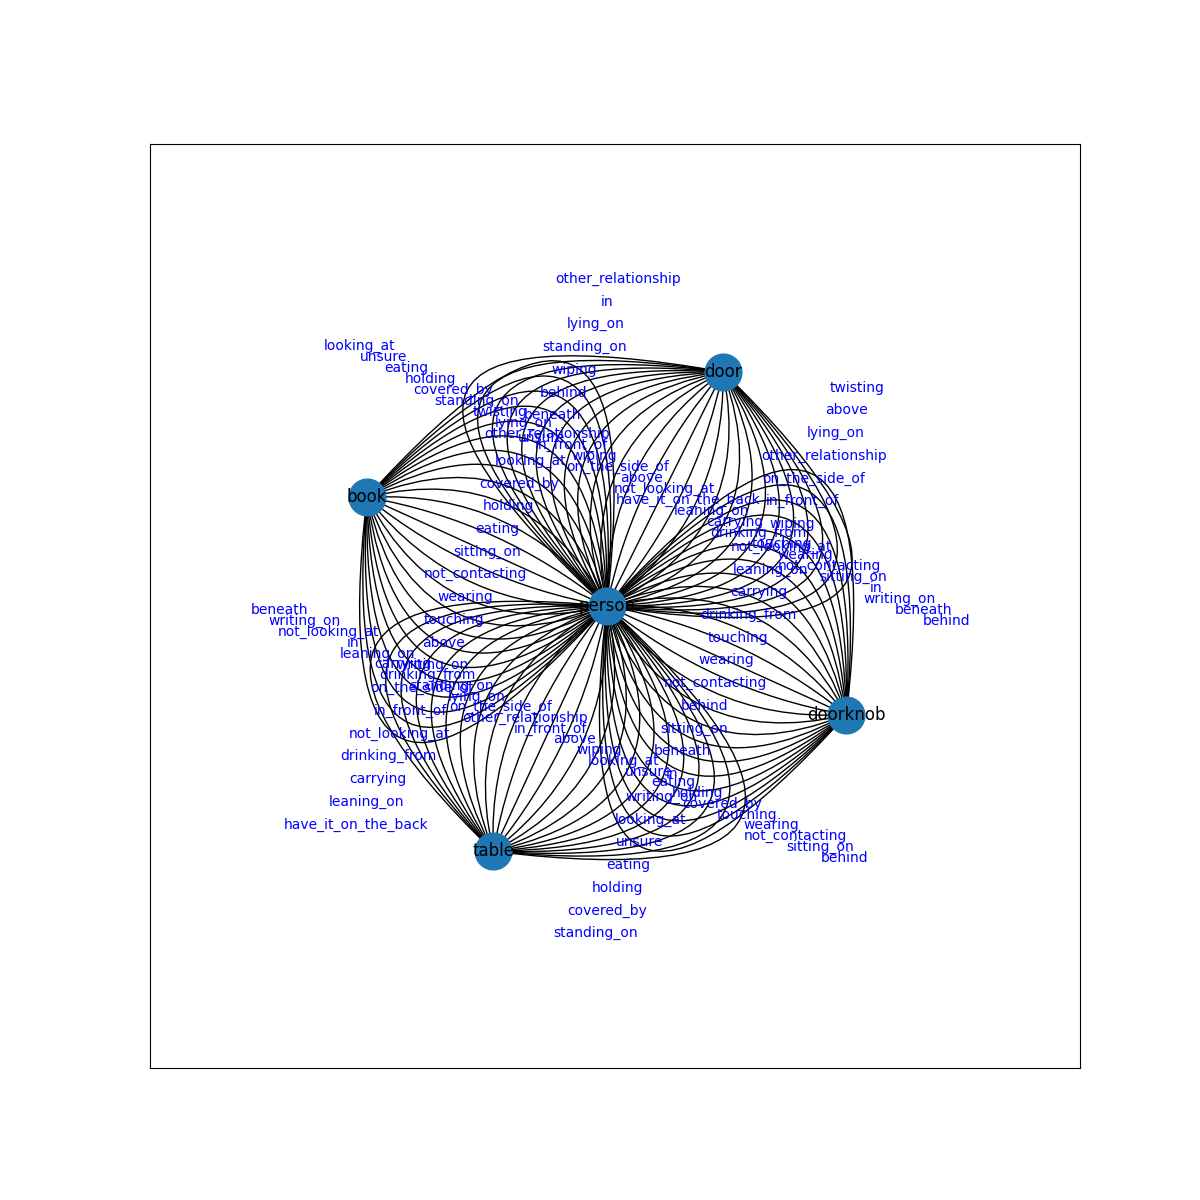 other_relationship
in
lying_on
standing_on
looking_at
unsure
eating
wiping
door
holding
twisting
covered_by
behind
standing_on
above
twisting
beneath
lying_on
lying_on
other_relationship
unsure
in_front_of
wiping
other_relationship
looking_at
on_the_side_of
above
on_the_side_of
covered_by
not_looking_at
book
have_it_on_the_back
in_front_of
holding
leaning_on
carrying
wiping
eating
drinking_from
touching
not_looking_at
sitting_on
wearing
not_contacting
not_contacting
leaning_on
sitting_on
in
carrying
wearing
writing_on
person
beneath
beneath
drinking_from
touching
writing_on
behind
not_looking_at
touching
in
above
leaning_on
wearing
carrying
writing_on
drinking_from
not_contacting
on_the_side_of
standing_on
lying_on
on_the_side_of
behind
in_front_of
other_relationship
doorknob
in_front_of
sitting_on
not_looking_at
above
wiping
beneath
drinking_from
looking_at
unsure
in
carrying
eating
holding
writing_on
leaning_on
covered_by
touching
looking_at
have_it_on_the_back
wearing
not_contacting
unsure
sitting_on
table
behind
eating
holding
covered_by
standing_on